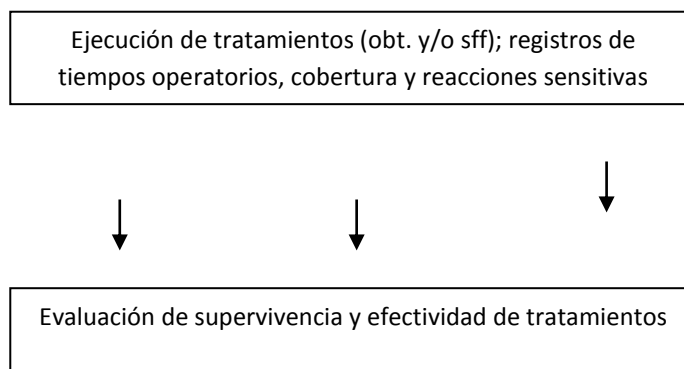 Ejecución de tratamientos (obt. y/o sff); registros de
tiempos operatorios, cobertura y reacciones sensitivas
Evaluación de supervivencia y efectividad de tratamientos